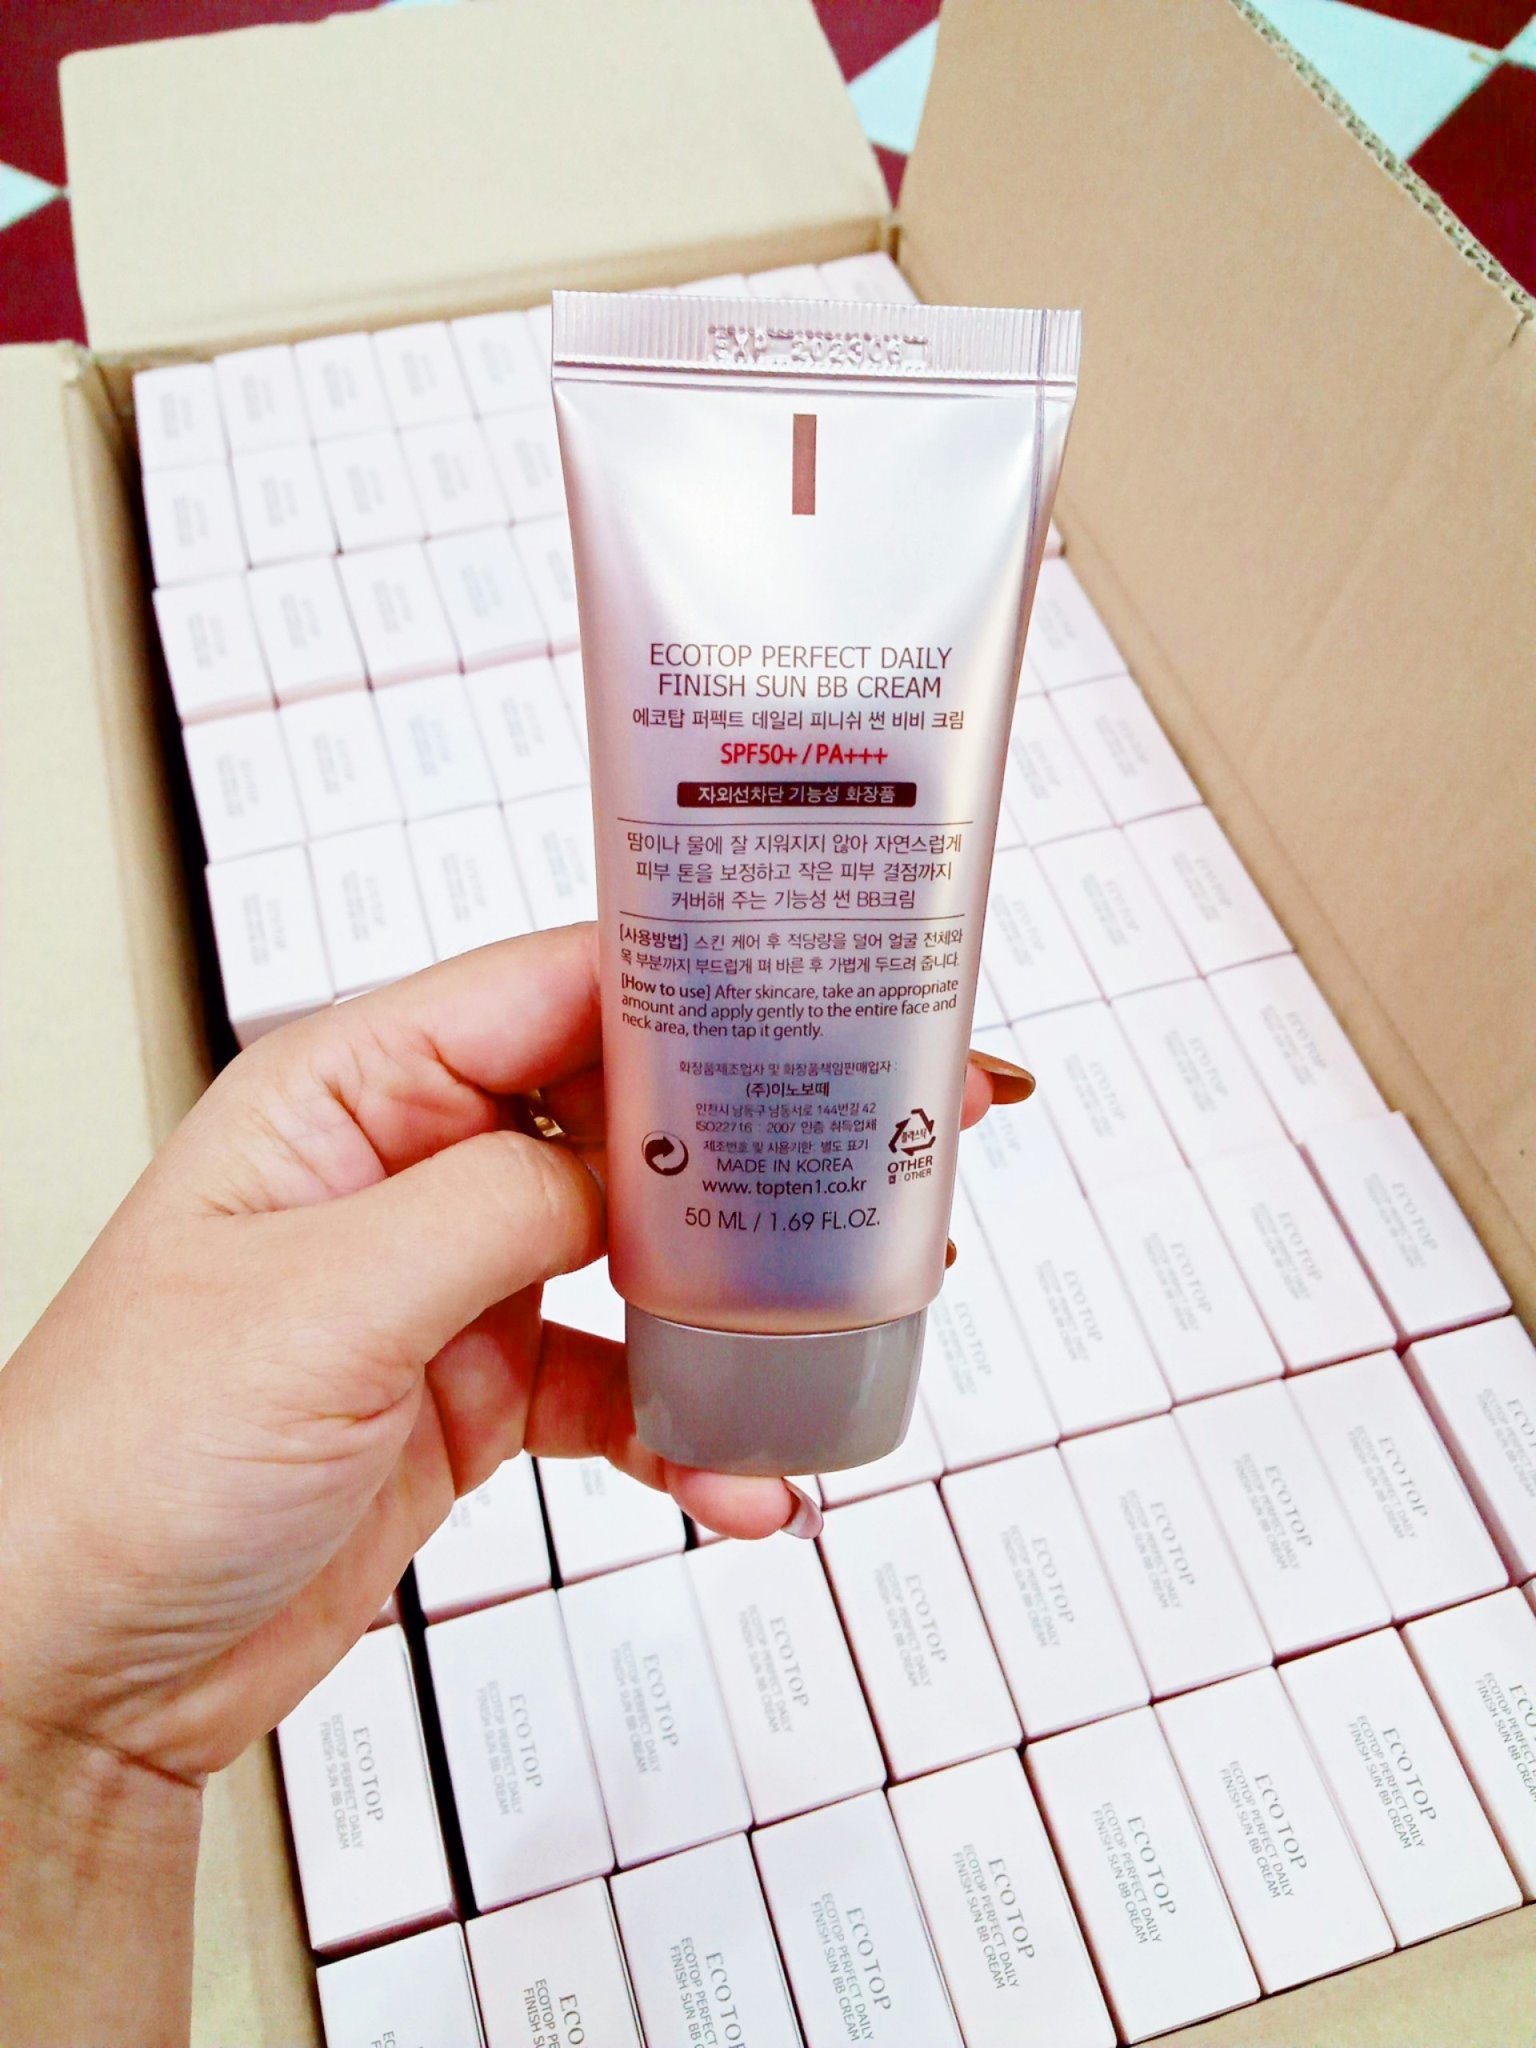 EXP 202306
ECOTOP PERFECT DAILY
FINISH SUN BB CREAM
에코탑 퍼펙트 데일리 피니쉬 썬 비비 크림
SPF50+ / PA+++
자외선차단 기능성 화장품
땀이나 물에 잘 지워지지 않아 자연스럽게
피부 톤을 보정하고 작은 피부 결점까지
커버해 주는 기능성 썬 BB크림
[사용방법] 스킨 케어 후 적당량을 덜어 얼굴 전체와
목 부분까지 부드럽게 펴 바른 후 가볍게 두드려 줍니다.
[How to use] After skincare, take an appropriate
amount and apply gently to the entire face and
neck area, then tap it gently.
화장품제조업자 및 화장품책임판매업자 :
(주)이노보떼
인천시 남동구 남동서로 144번길 42
ISO22716 : 2007 인증 취득업체
제조번호 및 사용기한: 별도 표기
MADE IN KOREA
www.topten1.co.kr
50 ML / 1.69 FL.OZ.
플라스틱
OTHER
OTHER
ECOTOP
ECOTOP PERFECT DAILY
FINISH SUN BB CREAM